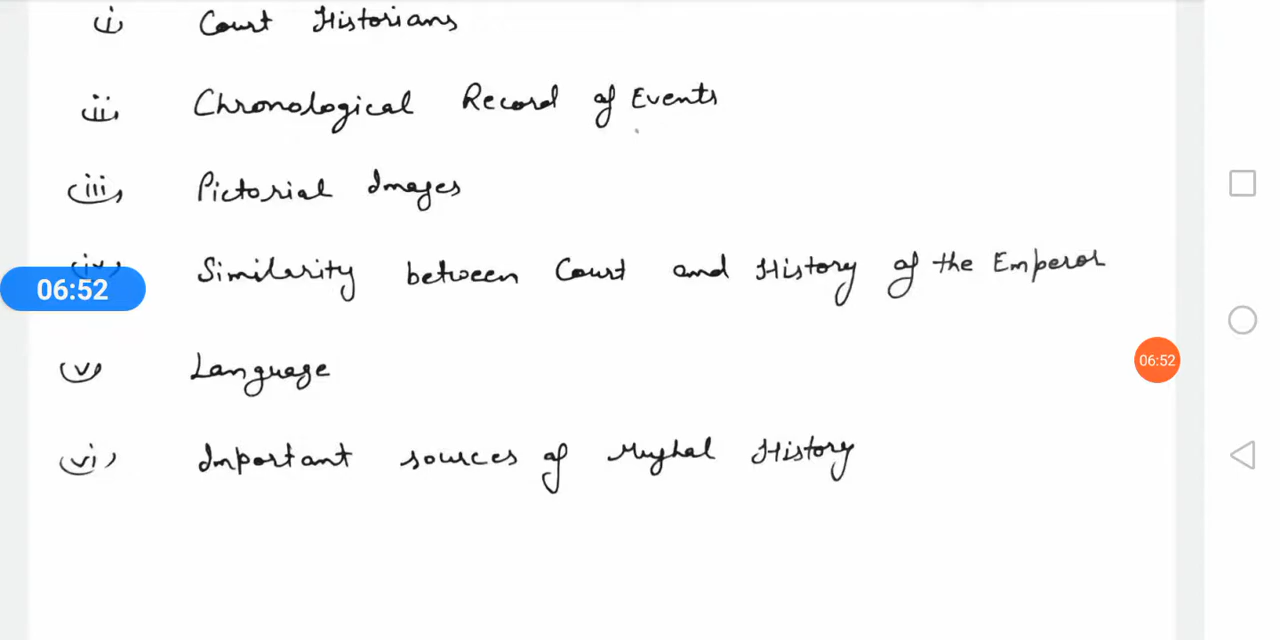 (i) Court Historians
(ii) Chronological Record of Events
(iii) Pictorial Images
(iv) Similarity between Court and History of the Emperor
06:52
06:52
(v) Language
(vi) Important sources of Mughal History